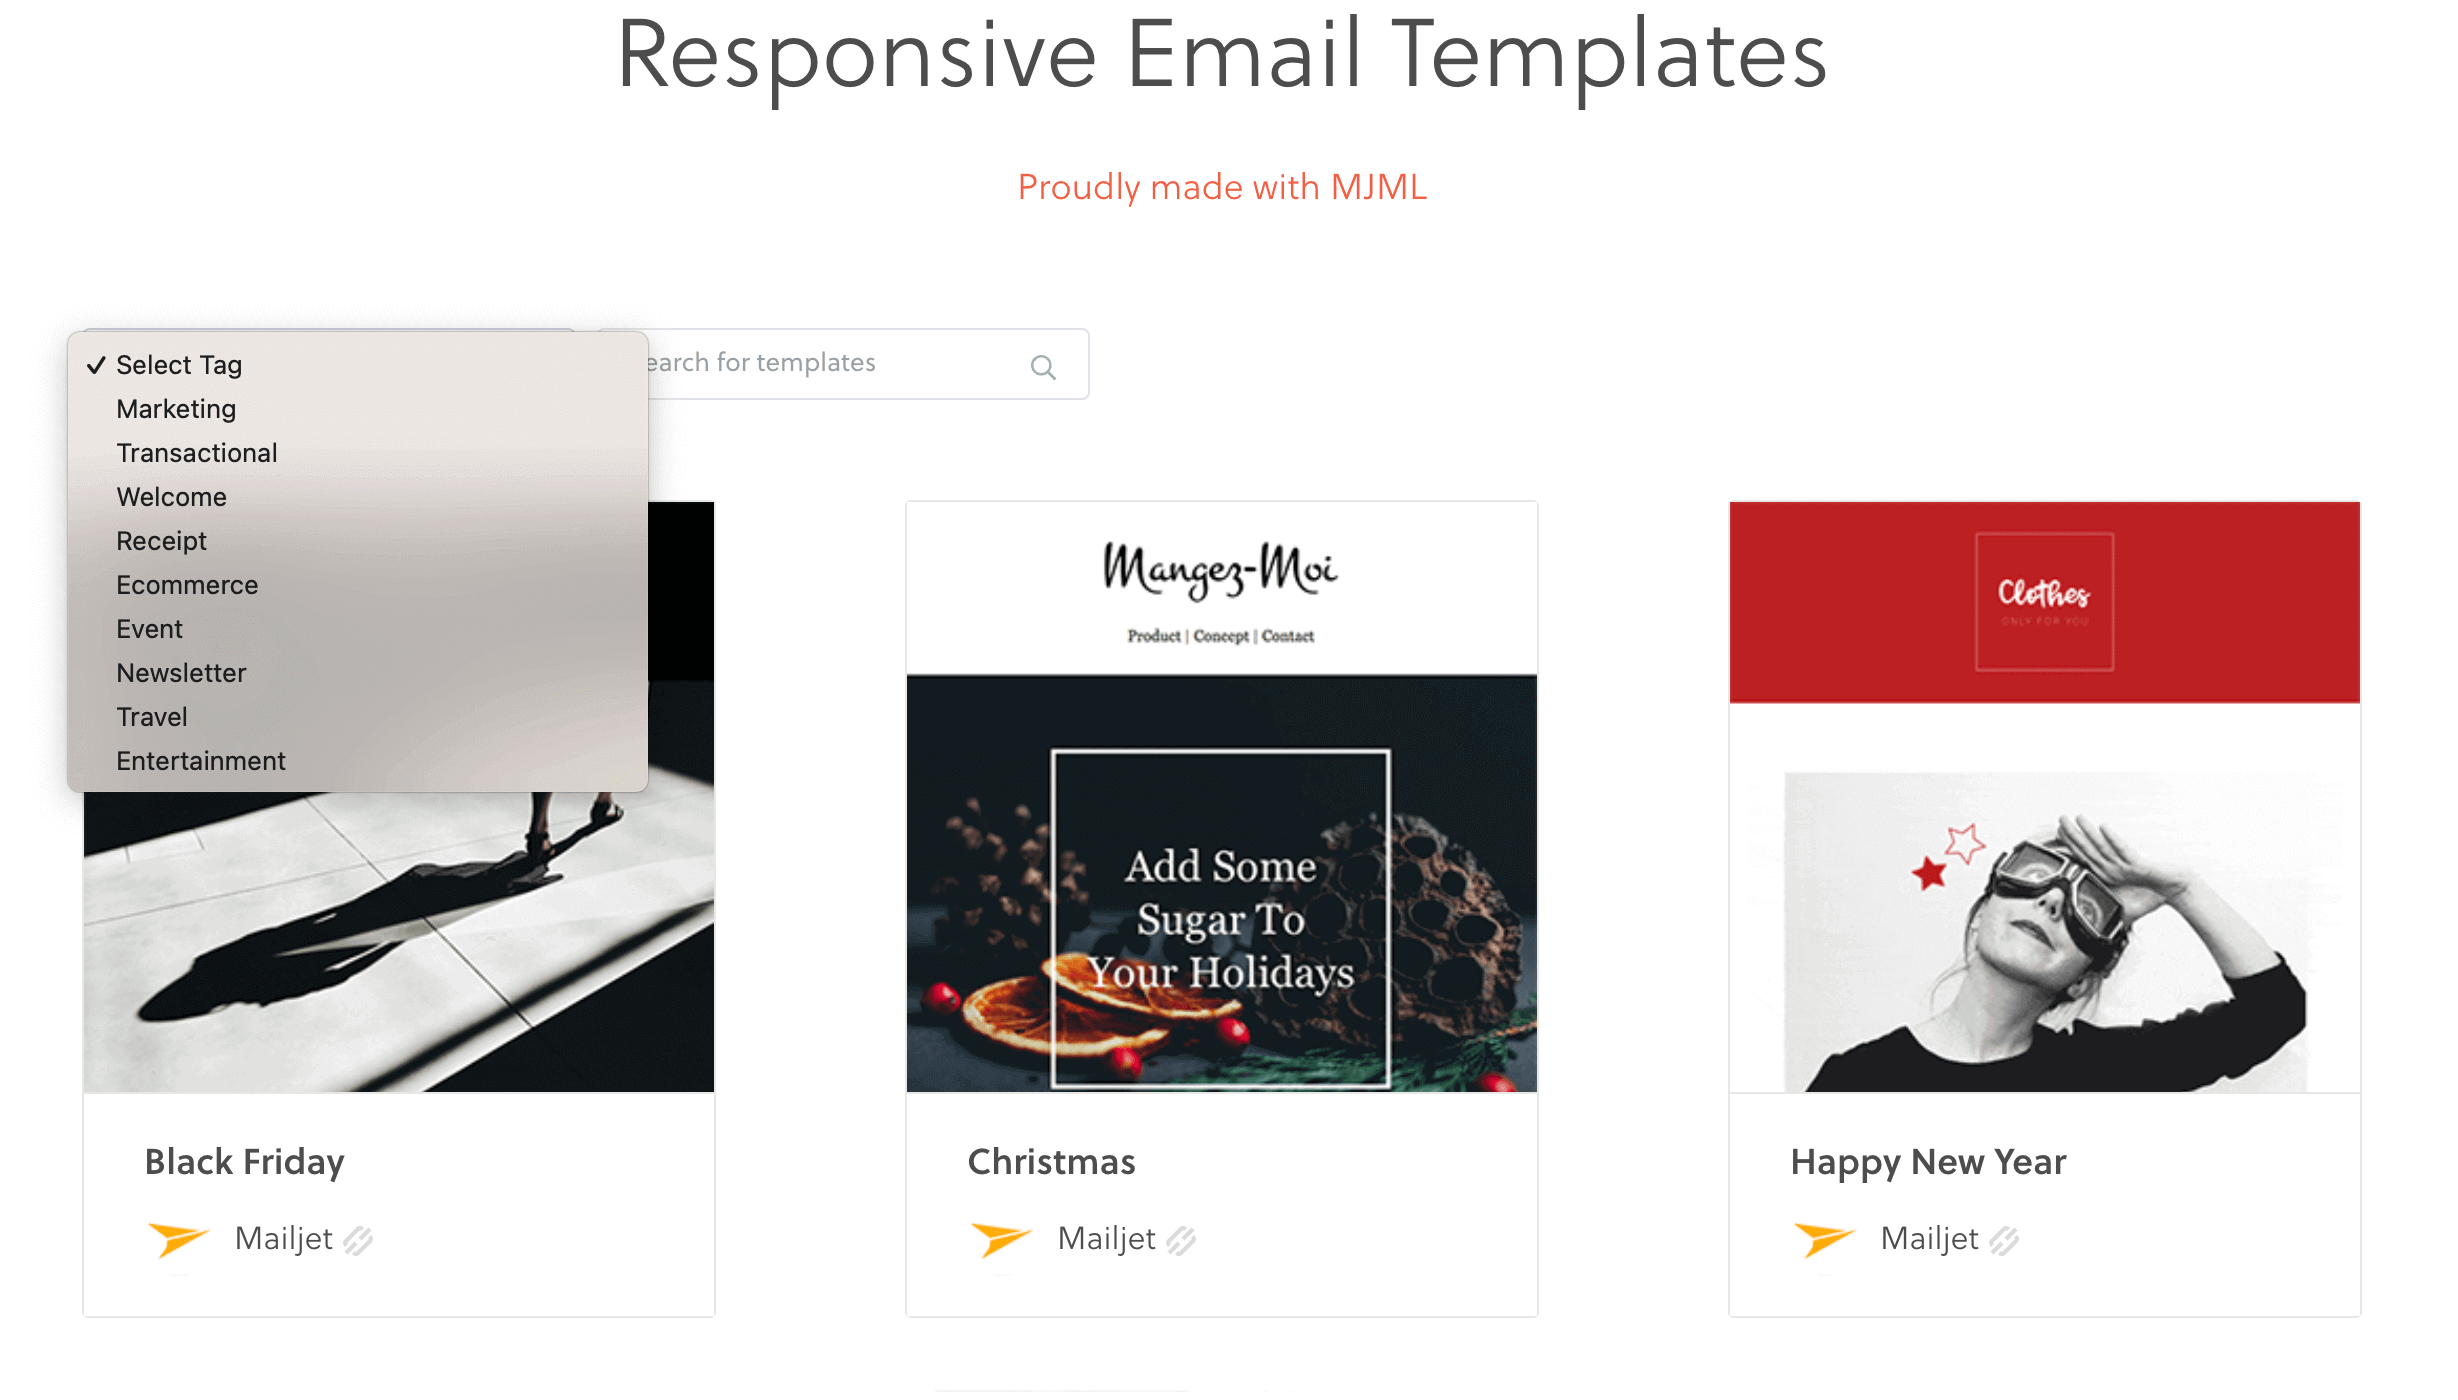 Responsive Email Templates
Proudly made with MJML
✓ Select Tag
Marketing
Transactional
Welcome
Receipt
Ecommerce
Event
Newsletter
Travel
Entertainment
earch for templates
Mangez-Moi
Product | Concept | Contact
Add Some
Sugar To
Your Holidays
Clothes
ONLY FOR YOU
Black Friday
Mailjet
Christmas
Mailjet
Happy New Year
Mailjet